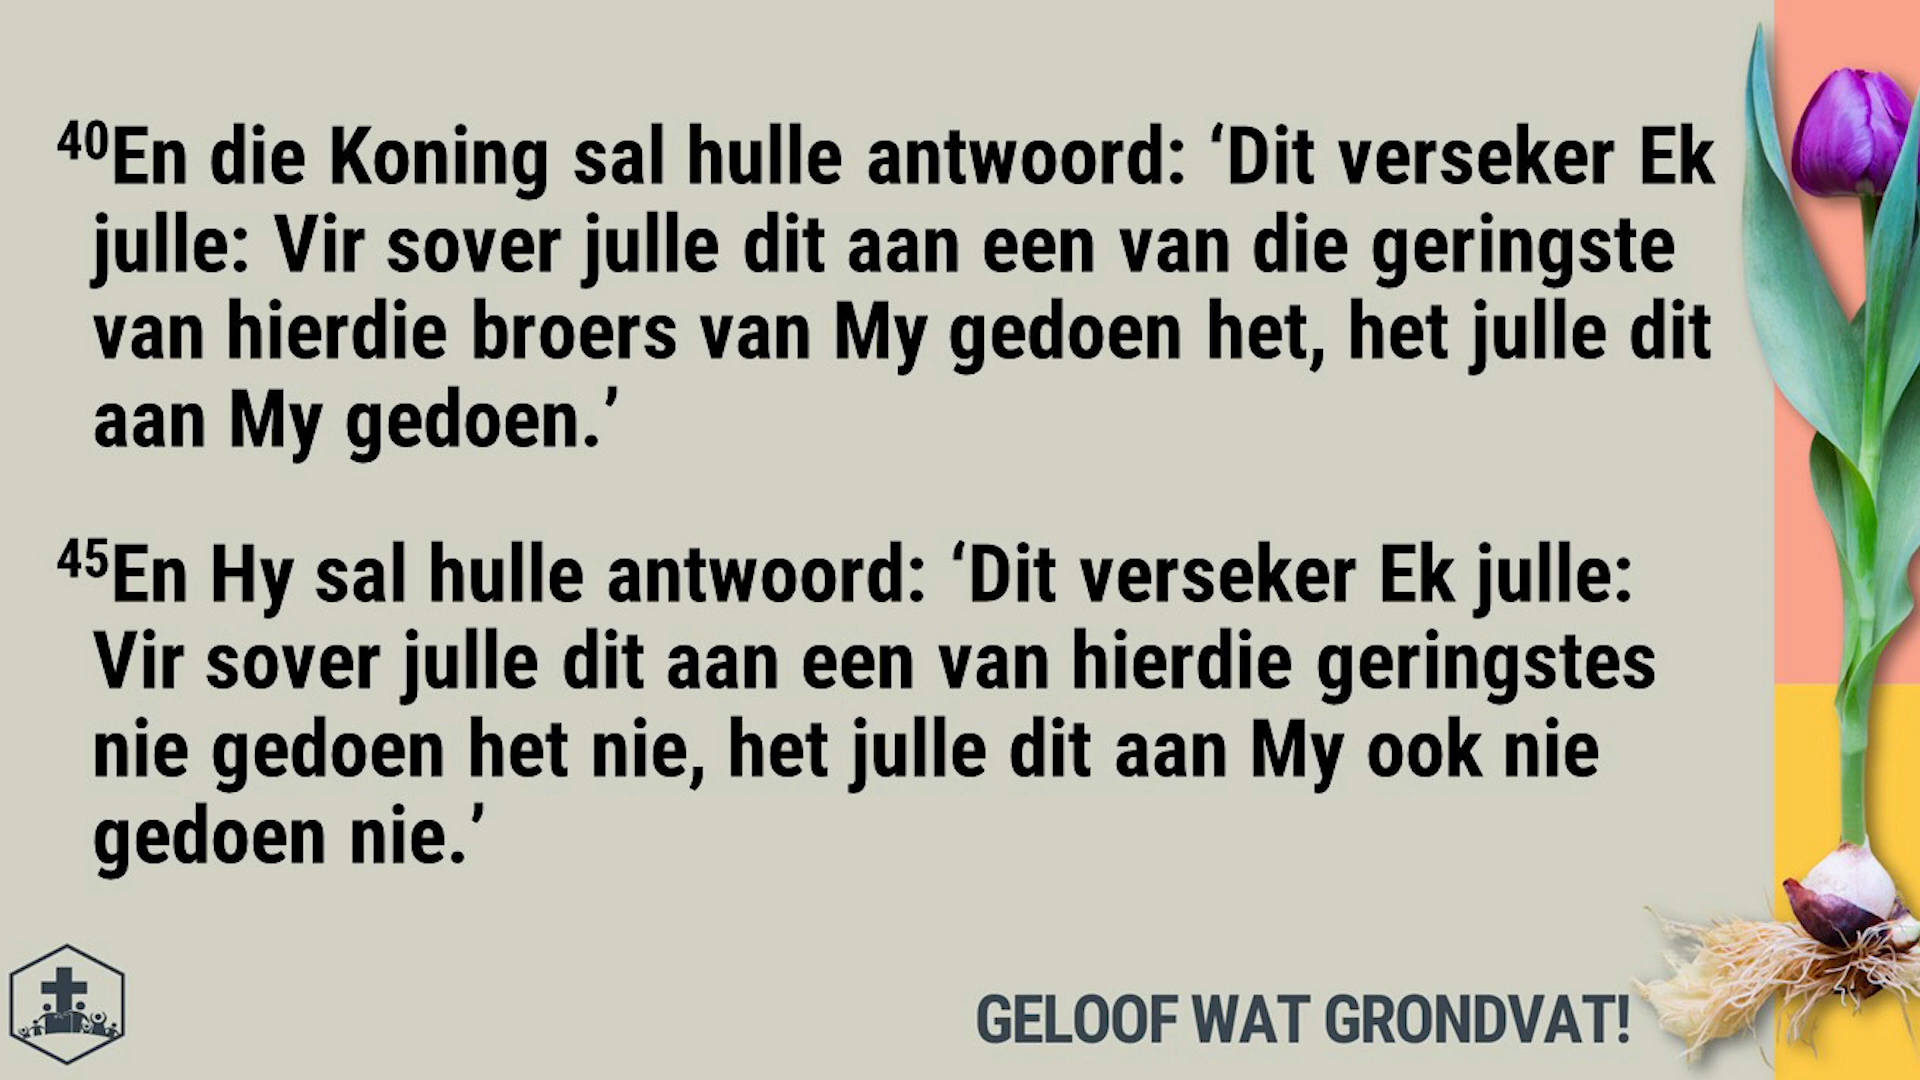 40En die Koning sal hulle antwoord: ‘Dit verseker Ek
julle: Vir sover julle dit aan een van die geringste
van hierdie broers van My gedoen het, het julle dit
aan My gedoen.’
45En Hy sal hulle antwoord: ‘Dit verseker Ek julle:
Vir sover julle dit aan een van hierdie geringstes
nie gedoen het nie, het julle dit aan My ook nie
gedoen nie.’
GELOOF WAT GRONDVAT!